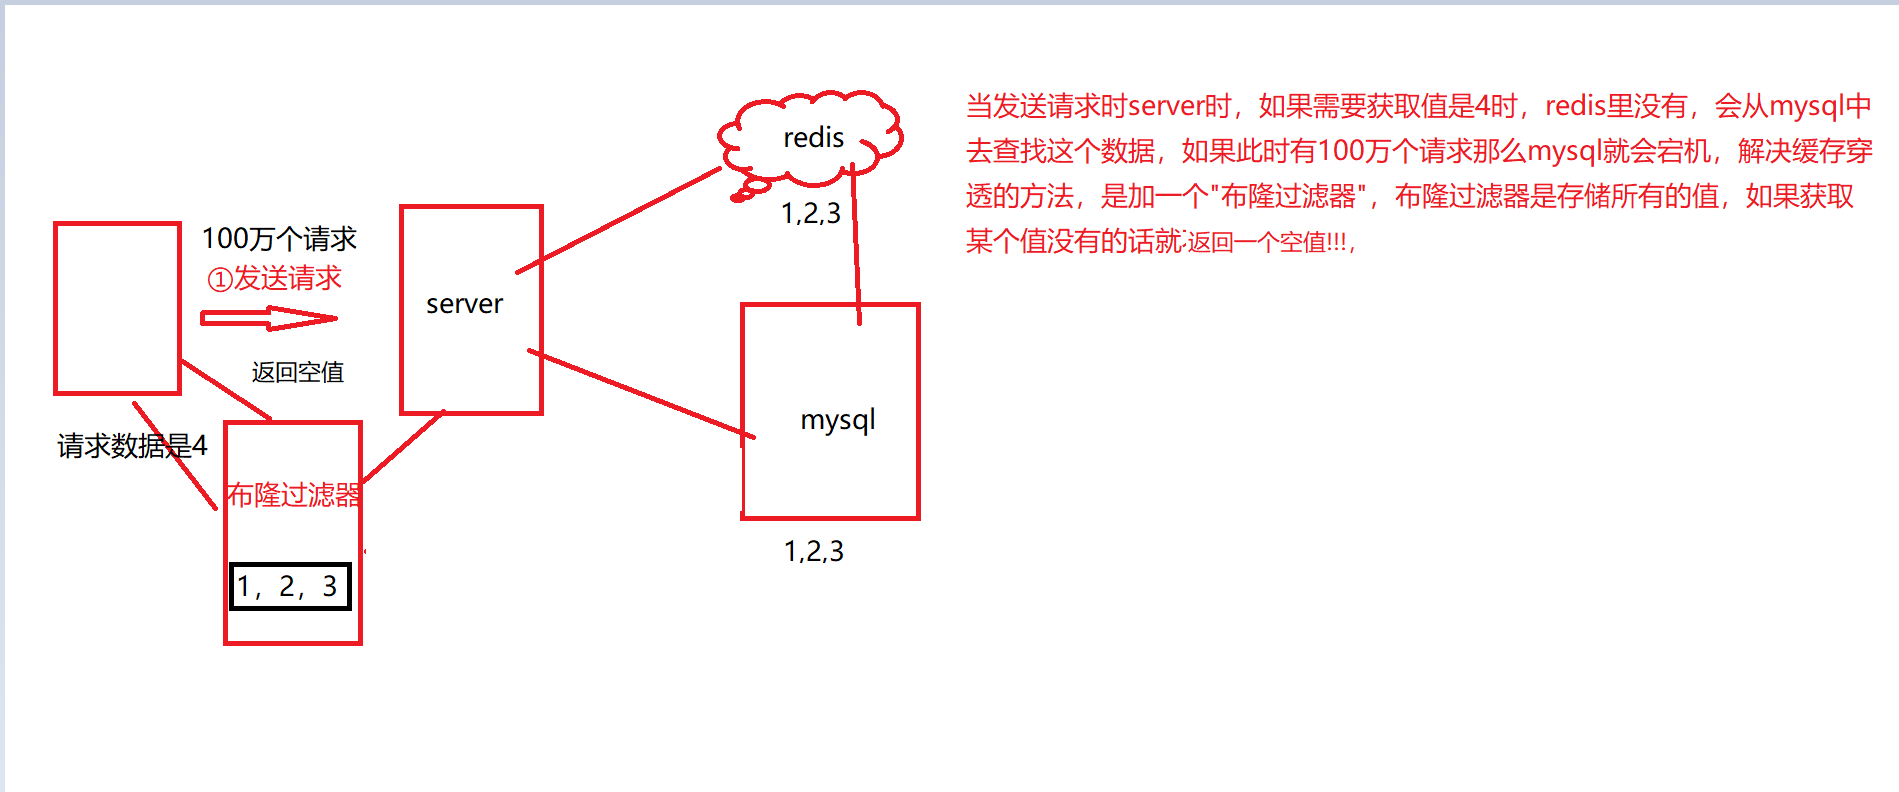 100万个请求
①发送请求
返回空值
请求数据是4
布隆过滤器
1，2，3
server
redis
1,2,3
mysql
1,2,3
当发送请求时server时，如果需要获取值是4时，redis里没有，会从mysql中
去查找这个数据，如果此时有100万个请求那么mysql就会宕机，解决缓存穿
透的方法，是加一个"布隆过滤器"，布隆过滤器是存储所有的值，如果获取
某个值没有的话就返回一个空值!!!，